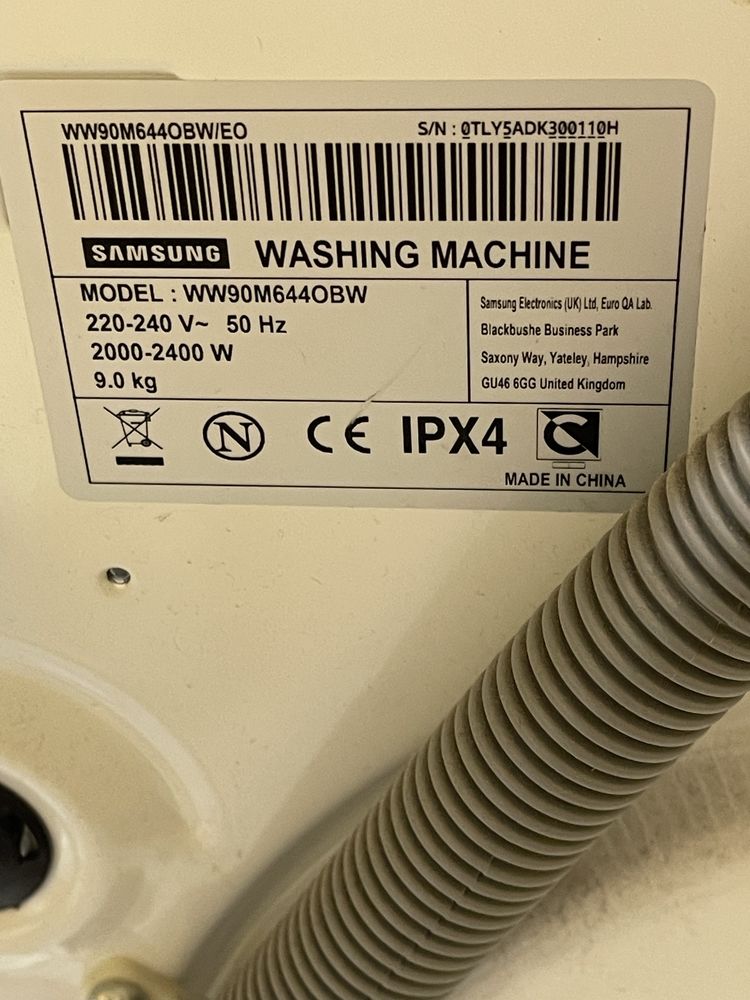 WW90M644OBW/EO
S/N : 0TLY5ADK300110H
SAMSUNG WASHING MACHINE
MODEL : WW90M644OBW
220-240 V~ 50 Hz
2000-2400 W
9.0 kg
Samsung Electronics (UK) Ltd, Euro QA Lab.
Blackbushe Business Park
Saxony Way, Yateley, Hampshire
GU46 6GG United Kingdom
N CE IPX4
MADE IN CHINA